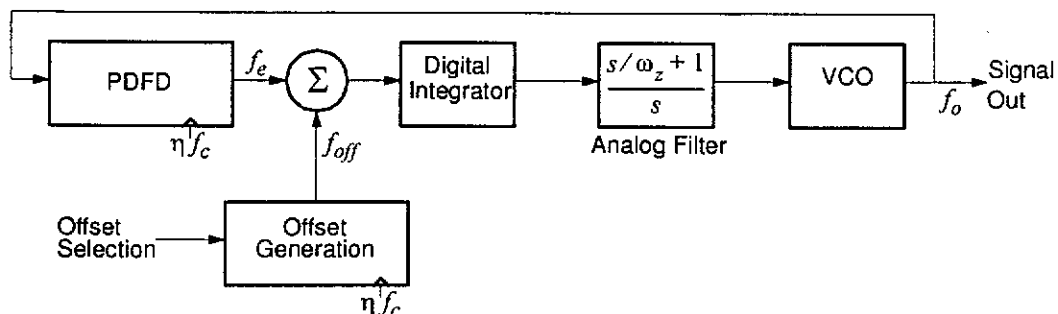 PDFD
f_e
Σ
Digital
Integrator
s/ω_z + 1
s
Analog Filter
VCO
f_o
Signal
Out
ηf_c
f_off
Offset
Selection
Offset
Generation
ηf_c